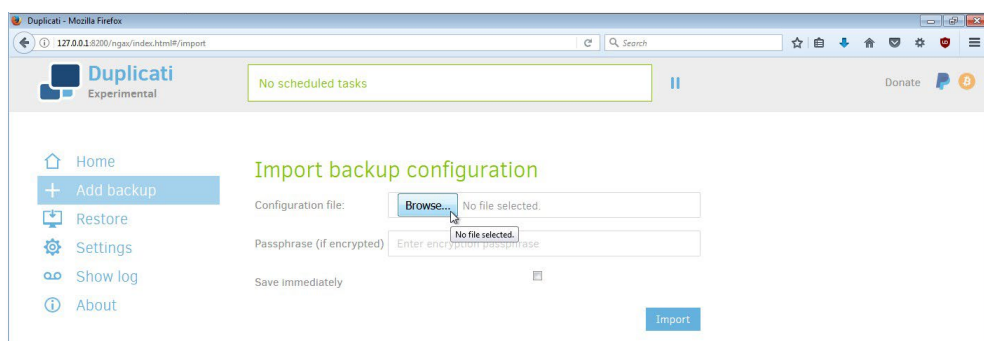 Duplicati - Mozilla Firefox
127.0.0.1:8200/ngax/index.html#/import
Search
Duplicati
Experimental
No scheduled tasks
Donate
Home
Add backup
Restore
Settings
Show log
About
Import backup configuration
Configuration file:
Browse... No file selected.
No file selected.
Passphrase (if encrypted) Enter encryption passphrase
Save immediately
Import